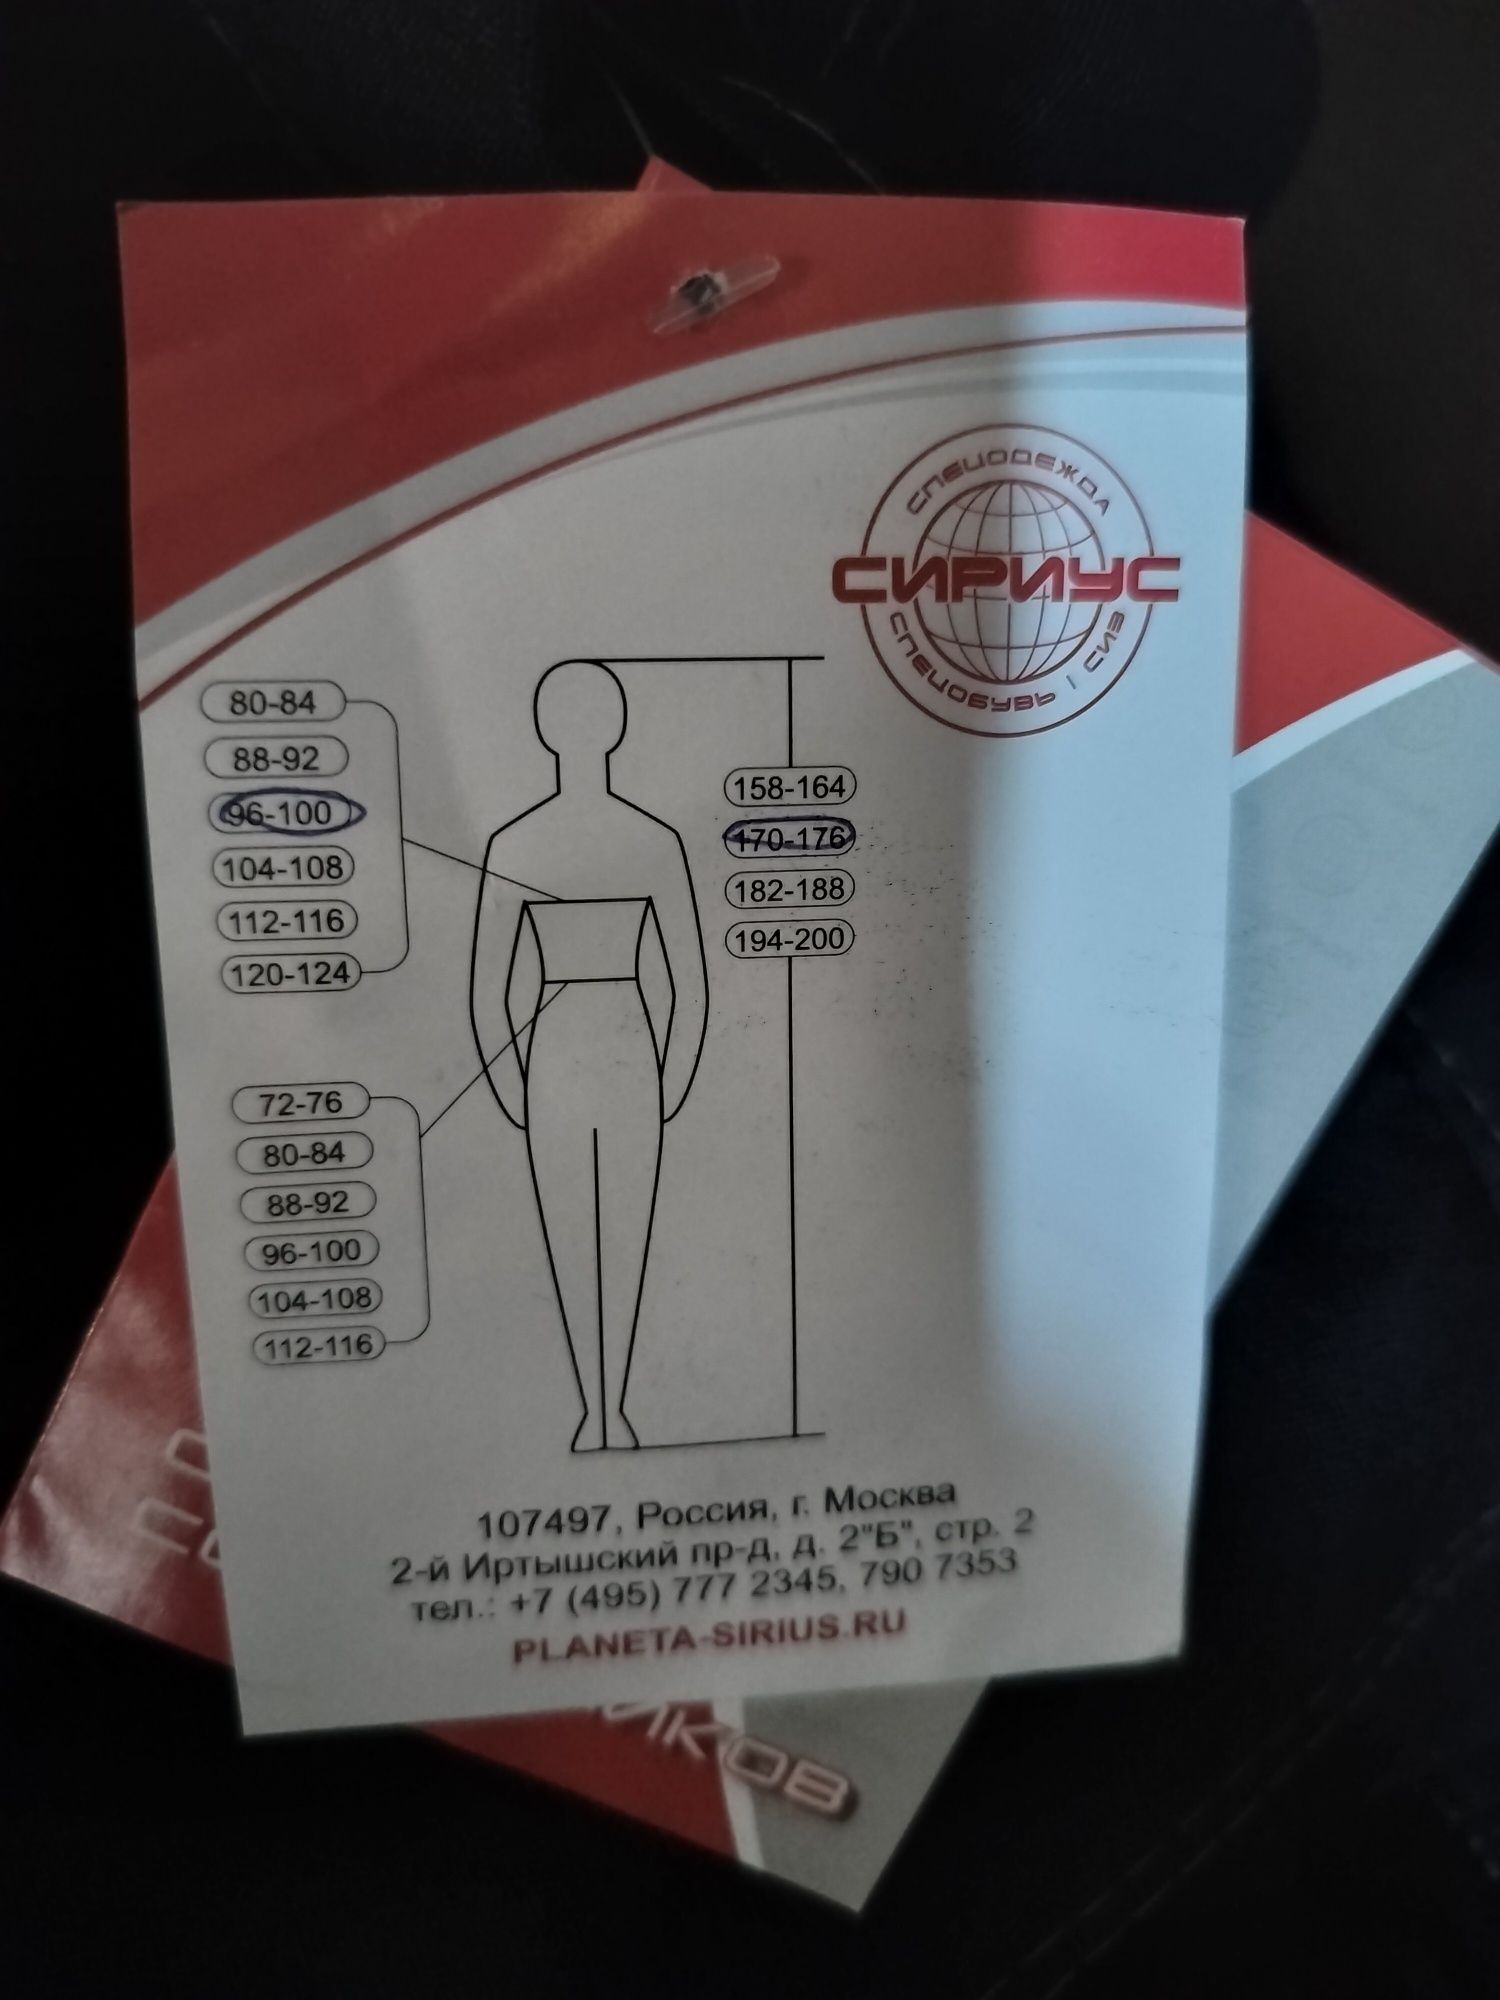 СПЕЦОДЕЖДА
СИРИУС
СПЕЦОБУВЬ | СИЗ
80-84
88-92
96-100
104-108
112-116
120-124
158-164
170-176
182-188
194-200
72-76
80-84
88-92
96-100
104-108
112-116
107497, Россия, г. Москва
2-й Иртышский пр-д, д. 2"Б", стр. 2
тел.: +7 (495) 777 2345, 790 7353
PLANETA-SIRIUS.RU